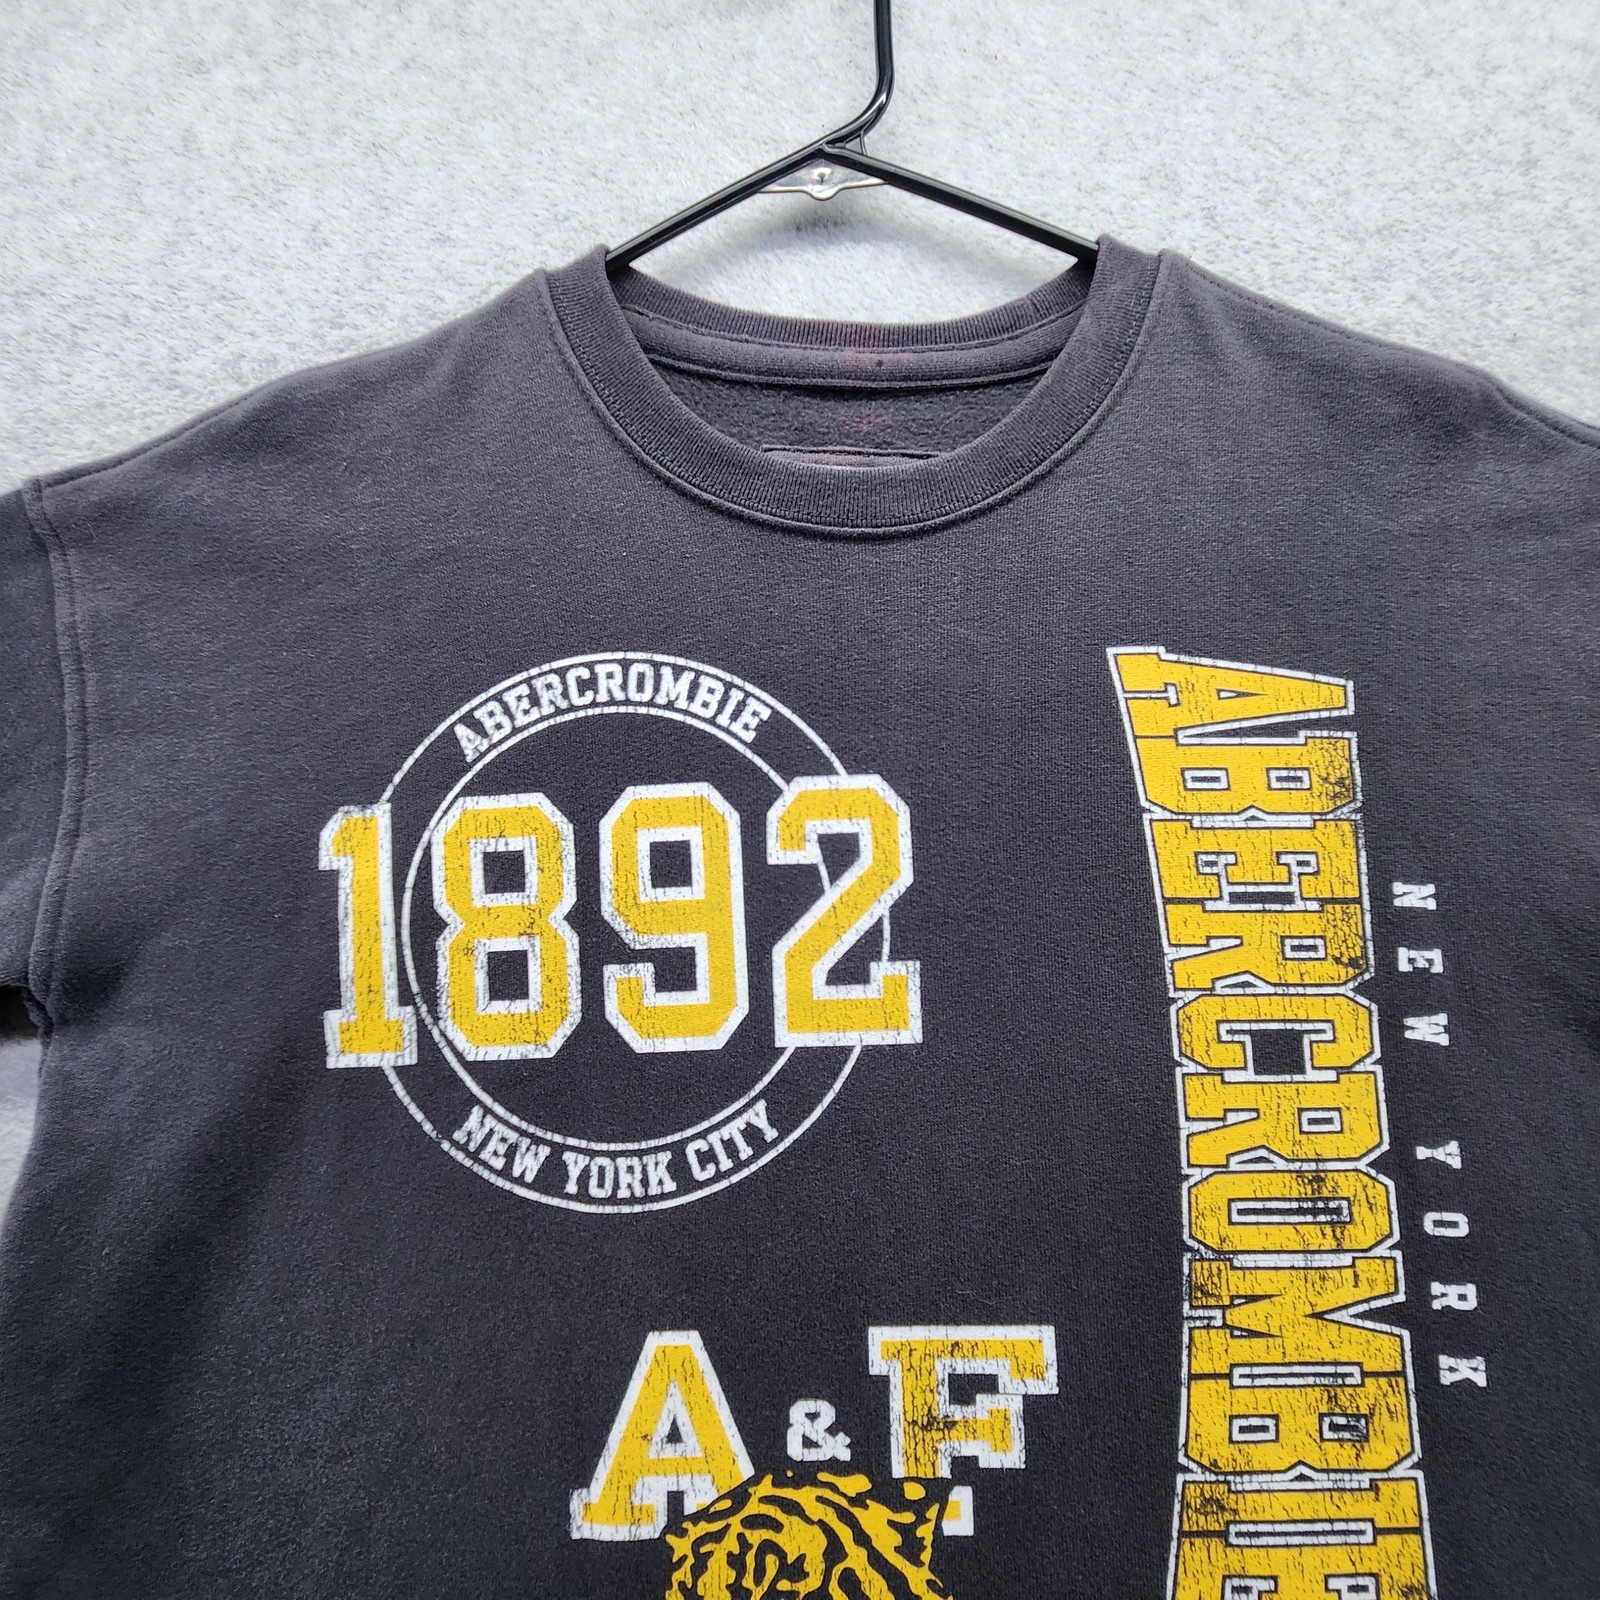 ABERCROMBIE
1892
NEW YORK CITY
A & F
ABERCROMBIE
NEW YORK